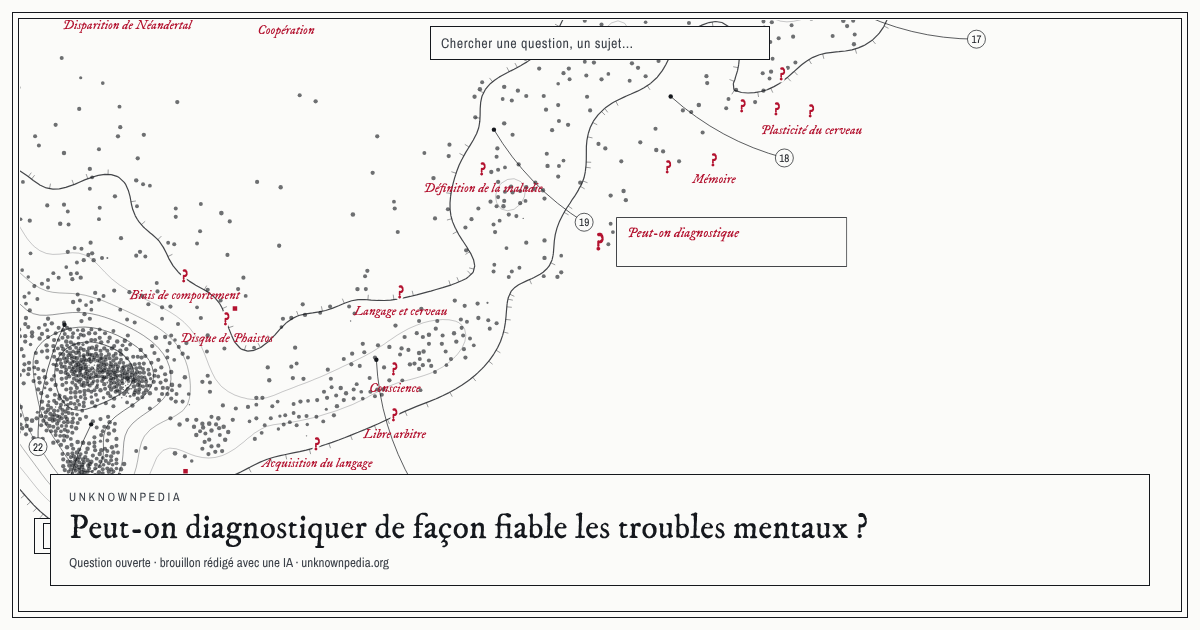 Disparition de Néandertal
Coopération
Chercher une question, un sujet...
17
?
?
?
?
Plasticité du cerveau
18
?
?
Mémoire
?
Définition de la maladie
19
?
Peut-on diagnostique
?
Biais de comportement
?
Disque de Phaistos
?
Langage et cerveau
?
Conscience
?
Libre arbitre
?
Acquisition du langage
22
UNKNOWNPEDIA
Peut-on diagnostiquer de façon fiable les troubles mentaux ?
Question ouverte · brouillon rédigé avec une IA · unknownpedia.org